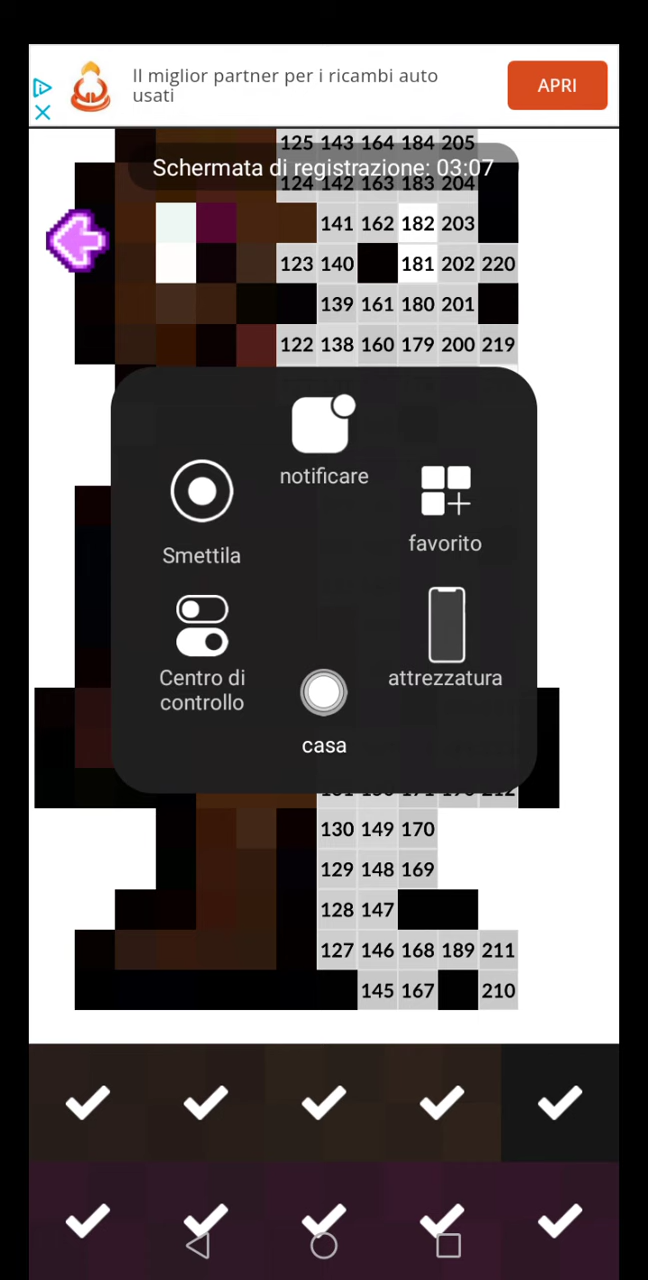 Il miglior partner per i ricambi auto
usati
APRI
125 143 164 184 205
Schermata di registrazione: 03:07
124 142 163 183 204
141 162 182 203
123 140 181 202 220
139 161 180 201
122 138 160 179 200 219
notificare
Smettila
favorito
Centro di
controllo
attrezzatura
casa
130 149 170
129 148 169
128 147
127 146 168 189 211
145 167 210